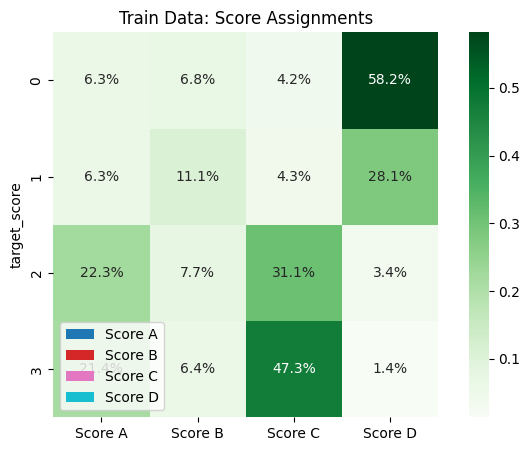 Train Data: Score Assignments
target_score
0 6.3% 6.8% 4.2% 58.2%
1 6.3% 11.1% 4.3% 28.1%
2 22.3% 7.7% 31.1% 3.4%
3 21.4% 6.4% 47.3% 1.4%
Score A
Score B
Score C
Score D
Score A Score B Score C Score D
0.5
0.4
0.3
0.2
0.1